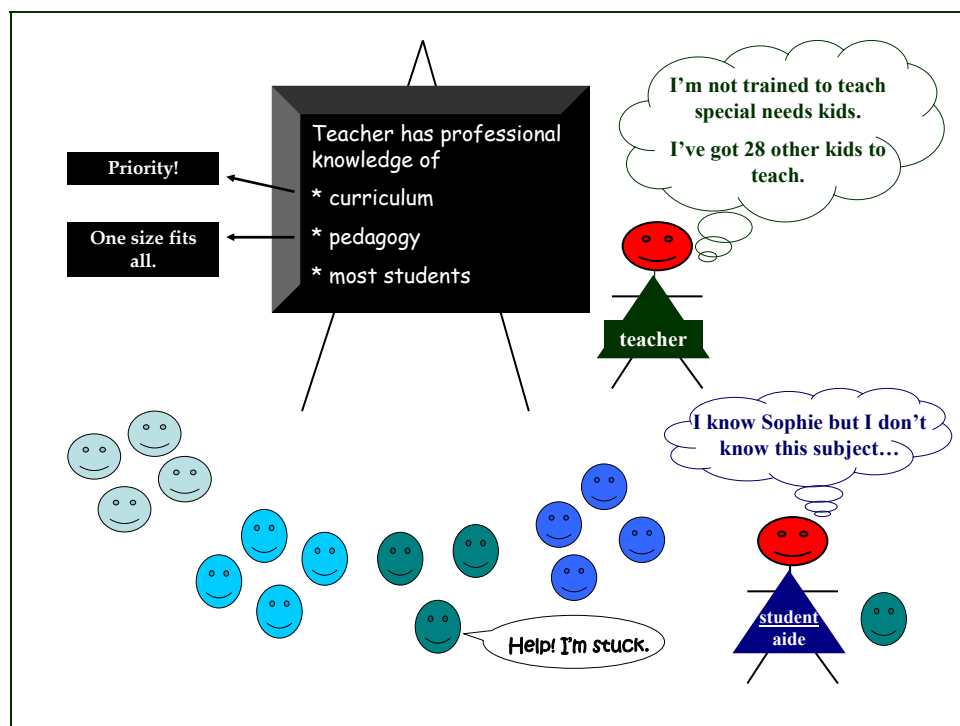 I'm not trained to teach
special needs kids.
I've got 28 other kids to
teach.
Teacher has professional
knowledge of
* curriculum
* pedagogy
* most students
Priority!
One size fits
all.
teacher
I know Sophie but I don't
know this subject…
student
aide
Help! I'm stuck.